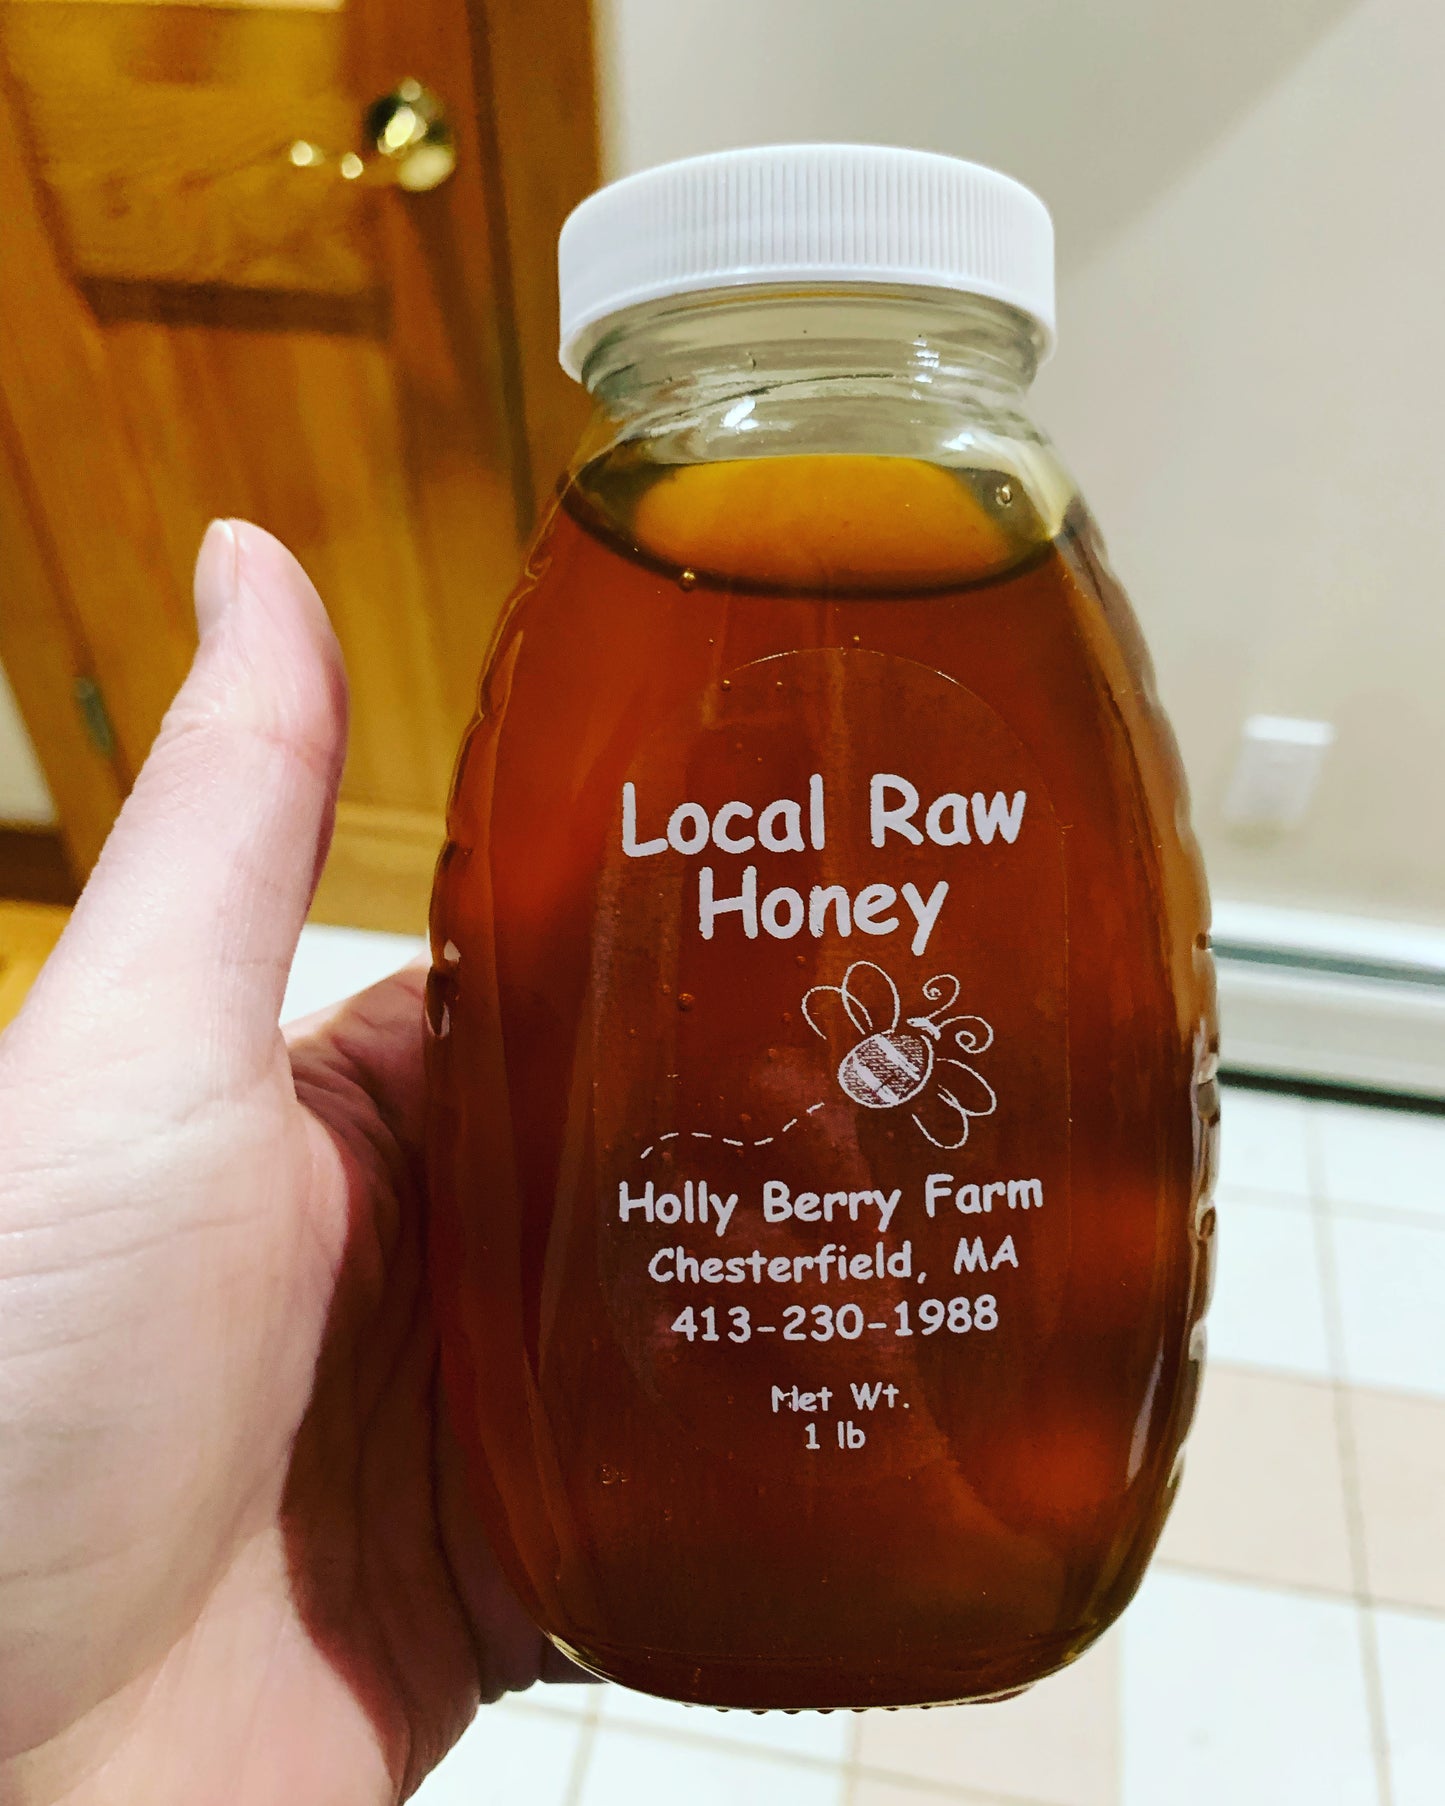 Local Raw
Honey
Holly Berry Farm
Chesterfield, MA
413-230-1988
Net Wt.
1 lb